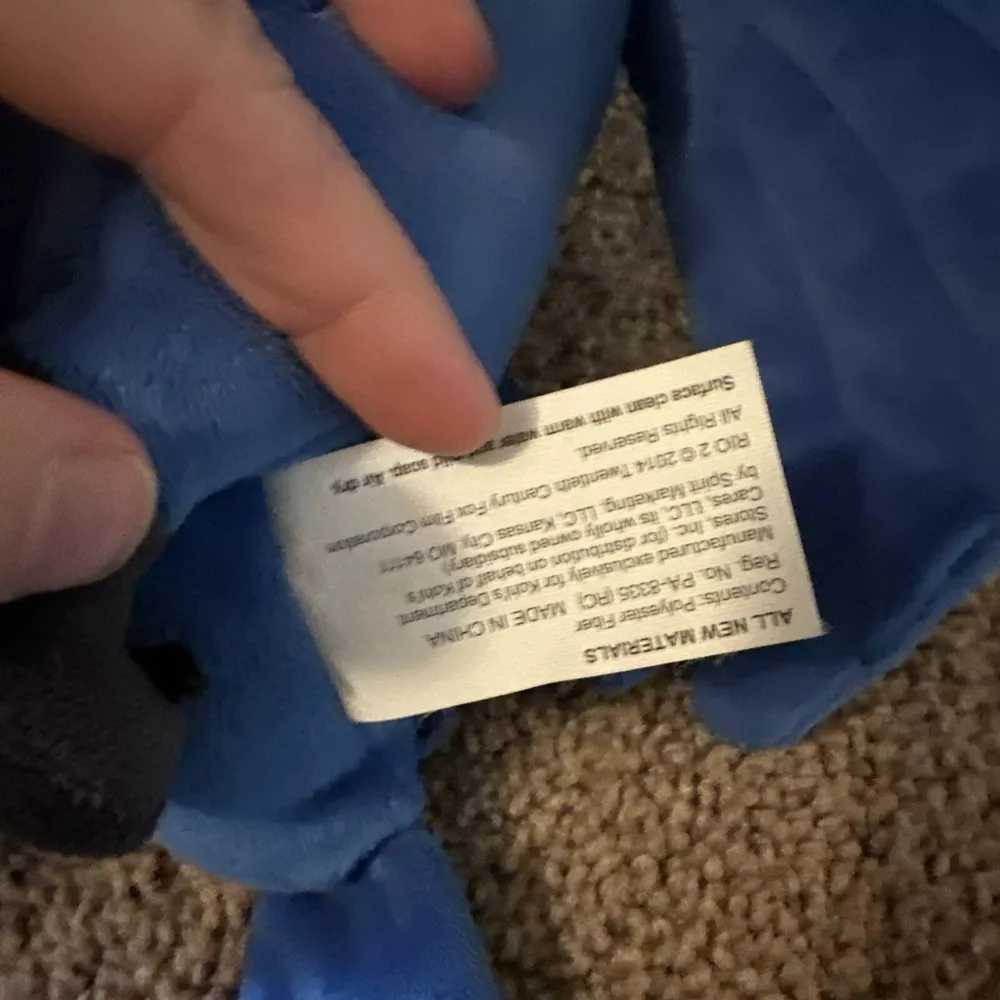 ALL NEW MATERIALS
Contents: Polyester Fiber
Reg. No. PA-8335 (RC) MADE IN CHINA
Manufactured exclusively for Kohl's Department
Stores, Inc. (for distribution on behalf of Kohl's
Cares, LLC, its wholly owned subsidiary)
by Spirit Marketing, LLC, Kansas City, MO 64111
RIO 2 © 2014 Twentieth Century Fox Film Corporation
All Rights Reserved.
Surface clean with warm water soap. Air dry.